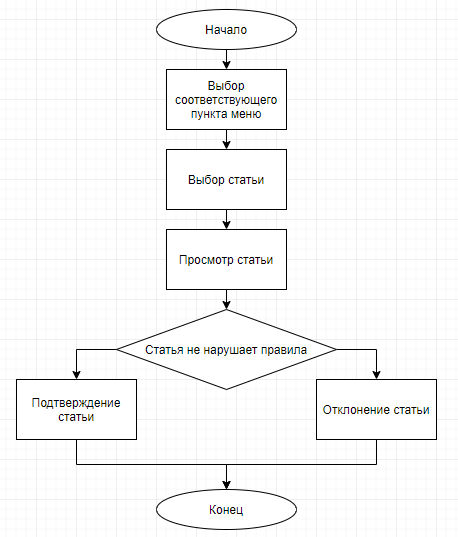 Начало
Выбор
соответствующего
пункта меню
Выбор статьи
Просмотр статьи
Статья не нарушает правила
Подтверждение
статьи
Отклонение статьи
Конец